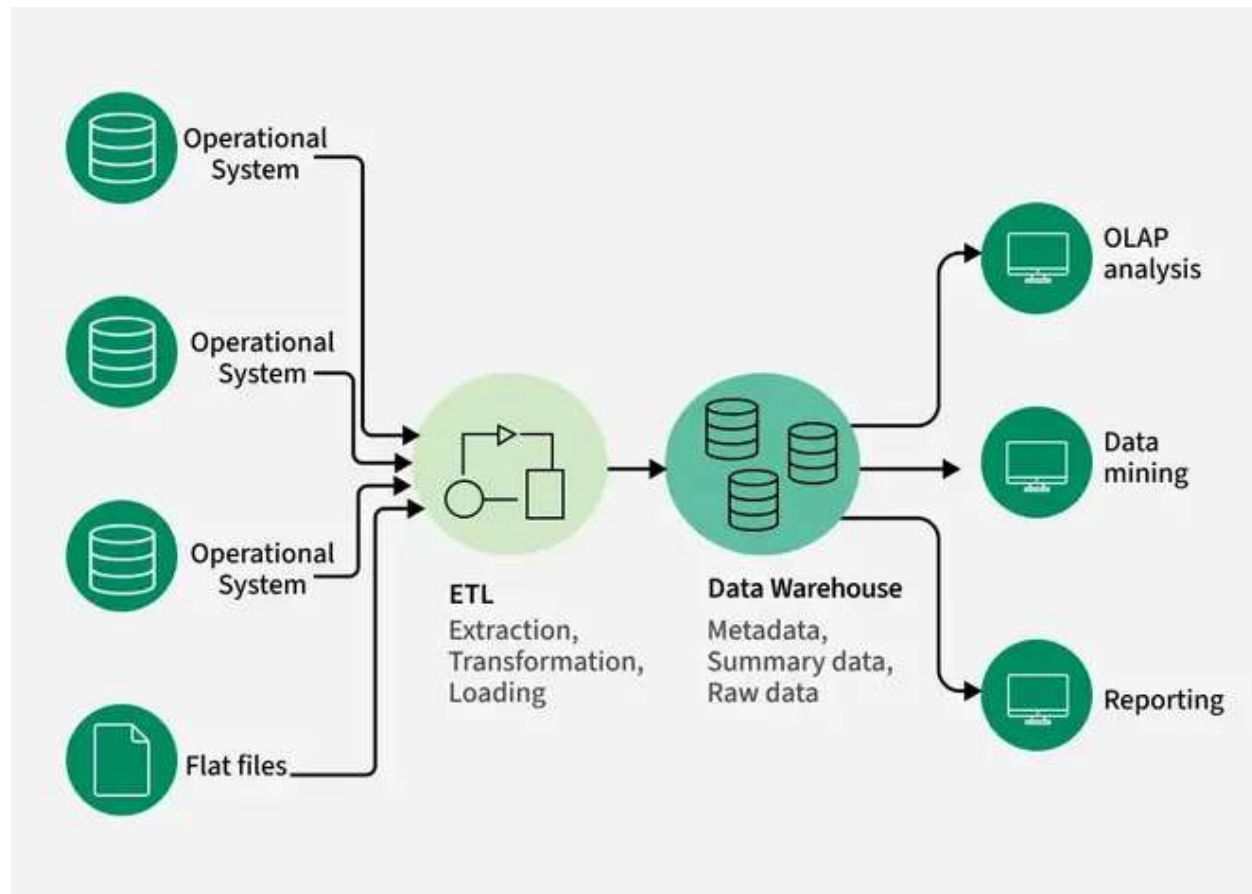 Operational
System
Operational
System
Operational
System
Flat files
ETL
Extraction,
Transformation,
Loading
Data Warehouse
Metadata,
Summary data,
Raw data
OLAP
analysis
Data
mining
Reporting